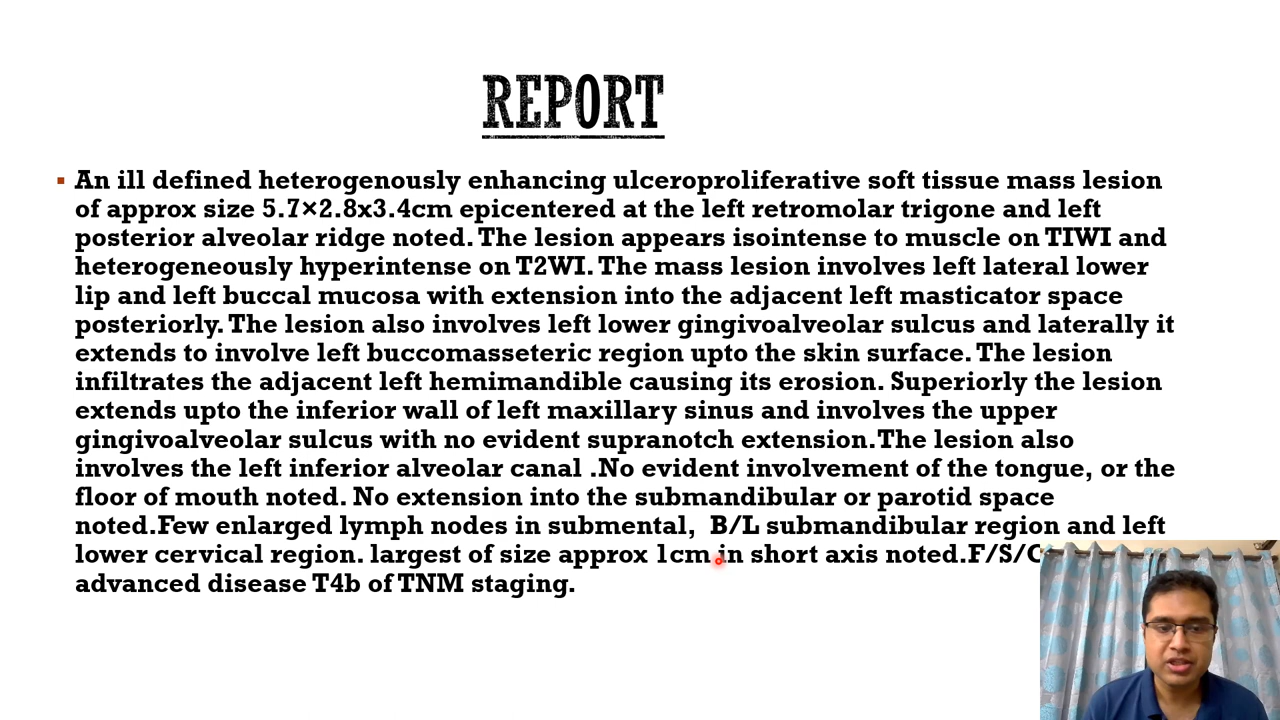 REPORT
An ill defined heterogenously enhancing ulceroproliferative soft tissue mass lesion
of approx size 5.7×2.8x3.4cm epicentered at the left retromolar trigone and left
posterior alveolar ridge noted. The lesion appears isointense to muscle on TIWI and
heterogeneously hyperintense on T2WI. The mass lesion involves left lateral lower
lip and left buccal mucosa with extension into the adjacent left masticator space
posteriorly. The lesion also involves left lower gingivoalveolar sulcus and laterally it
extends to involve left buccomasseteric region upto the skin surface. The lesion
infiltrates the adjacent left hemimandible causing its erosion. Superiorly the lesion
extends upto the inferior wall of left maxillary sinus and involves the upper
gingivoalveolar sulcus with no evident supranotch extension.The lesion also
involves the left inferior alveolar canal .No evident involvement of the tongue, or the
floor of mouth noted. No extension into the submandibular or parotid space
noted.Few enlarged lymph nodes in submental, B/L submandibular region and left
lower cervical region. largest of size approx 1cm in short axis noted.
advanced disease T4b of TNM staging.